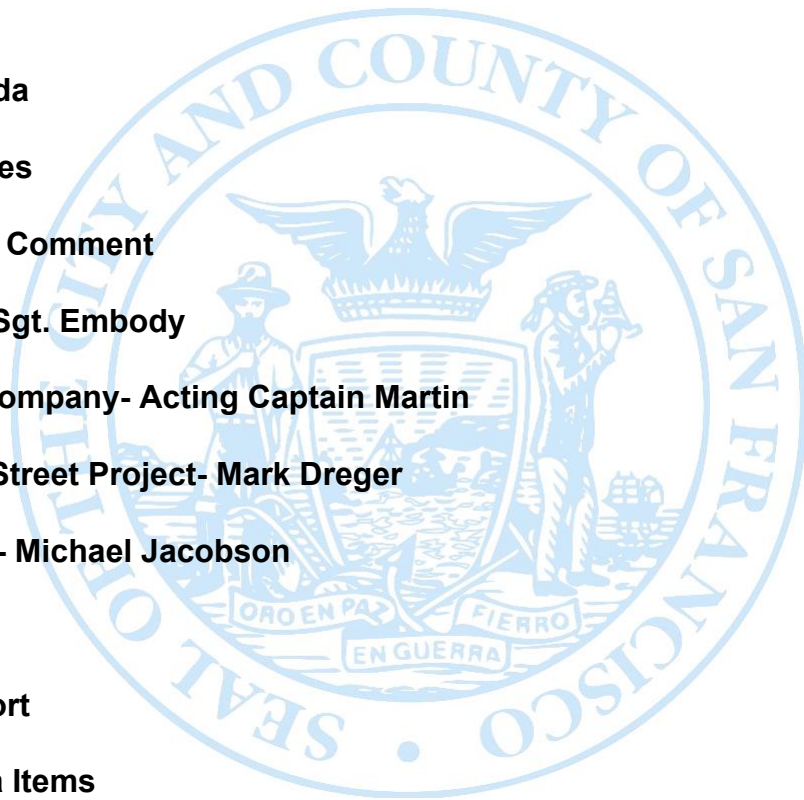 da
es
Comment
Sgt. Embody
ompany- Acting Captain Martin
Street Project- Mark Dreger
- Michael Jacobson
ort
Items
SEAL OF THE CITY AND COUNTY OF SAN FRANCISCO
ORO EN PAZ
FIERRO
EN GUERRA